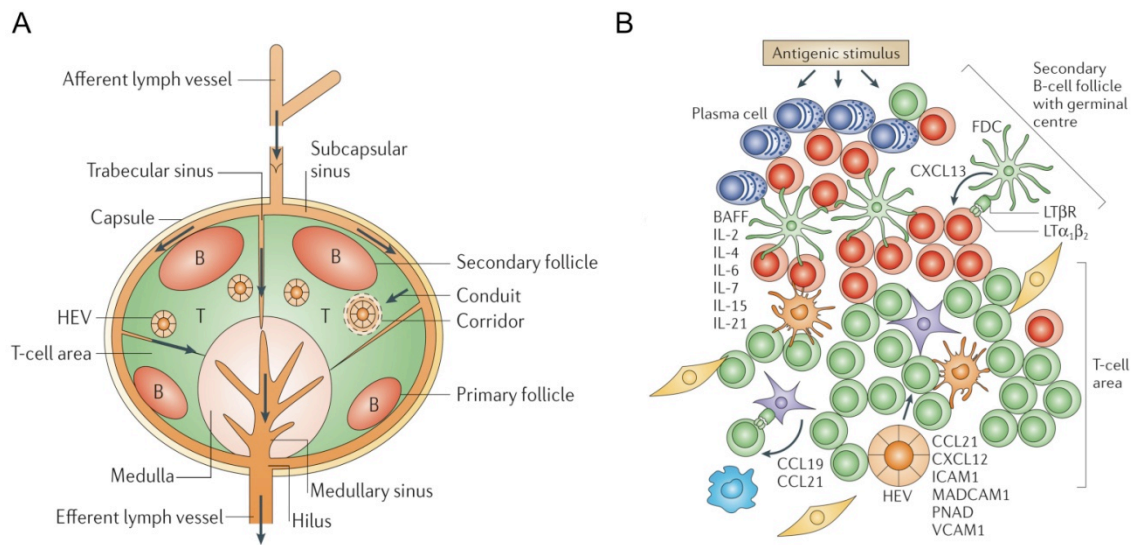 A
Afferent lymph vessel
Trabecular sinus
Subcapsular
sinus
Capsule
B
B
Secondary follicle
HEV
T
T
Conduit
Corridor
T-cell area
B
B
Primary follicle
Medulla
Medullary sinus
Efferent lymph vessel
Hilus
B
Antigenic stimulus
Secondary
B-cell follicle
with germinal
centre
Plasma cell
FDC
CXCL13
BAFF
IL-2
IL-4
IL-6
IL-7
IL-15
IL-21
LTβR
LTα₁β₂
T-cell
area
CCL19
CCL21
HEV
CCL21
CXCL12
ICAM1
MADCAM1
PNAD
VCAM1